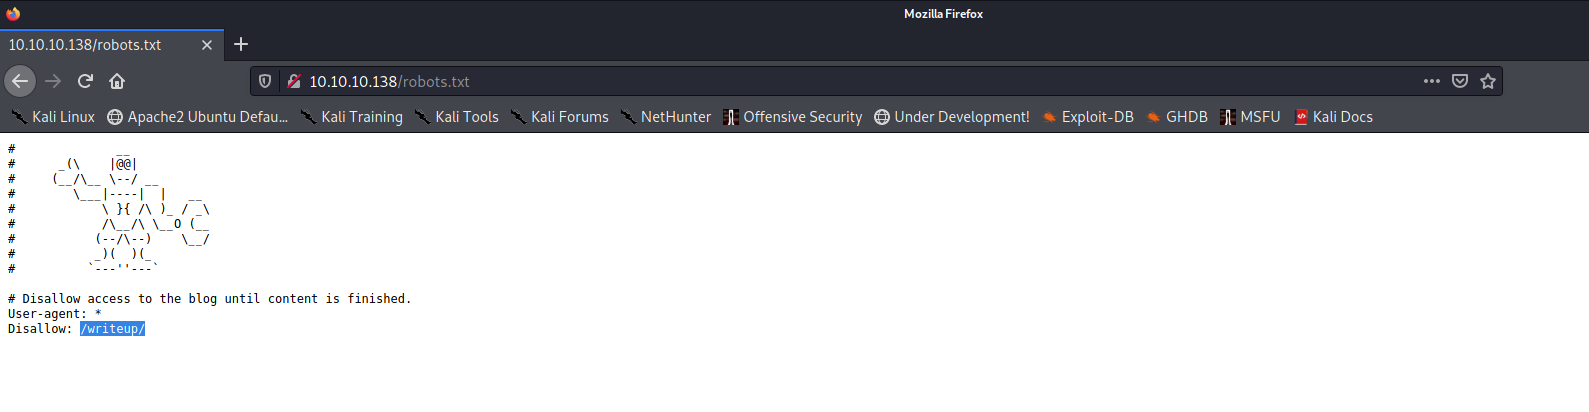 Mozilla Firefox
10.10.10.138/robots.txt
10.10.10.138/robots.txt
Kali Linux Apache2 Ubuntu Defau... Kali Training Kali Tools Kali Forums NetHunter Offensive Security Under Development! Exploit-DB GHDB MSFU Kali Docs
#              __
#      _(\    |@@|
#     (__/\__ \--/ __
#        \___|----|  |   __
#            \ }{ /\ )_ / _\
#            /\__/\ \__O (__
#           (--/\--)    \__/
#           _)(  )(_
#          `---''---`
# Disallow access to the blog until content is finished.
User-agent: *
Disallow: /writeup/